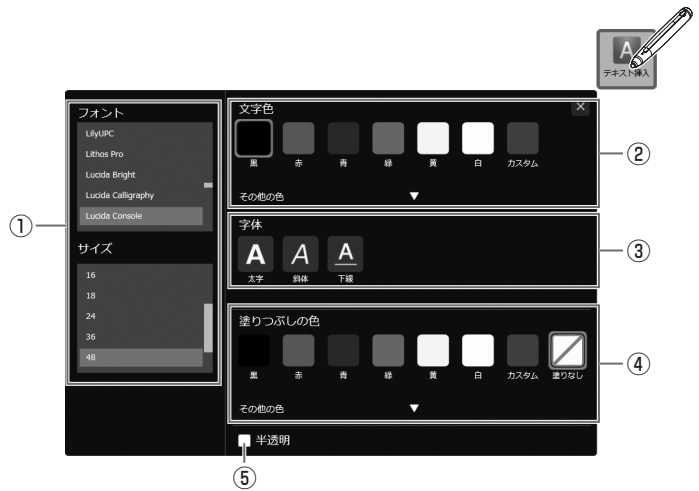 A
テキスト挿入
フォント
LilyUPC
Lithos Pro
Lucida Bright
Lucida Calligraphy
Lucida Console
サイズ
16
18
24
36
48
①
文字色
×
黒 赤 青 緑 黄 白 カスタム
その他の色 ▼
②
字体
A A A
太字 斜体 下線
③
塗りつぶしの色
黒 赤 青 緑 黄 白 カスタム 塗りなし
その他の色 ▼
④
半透明
⑤